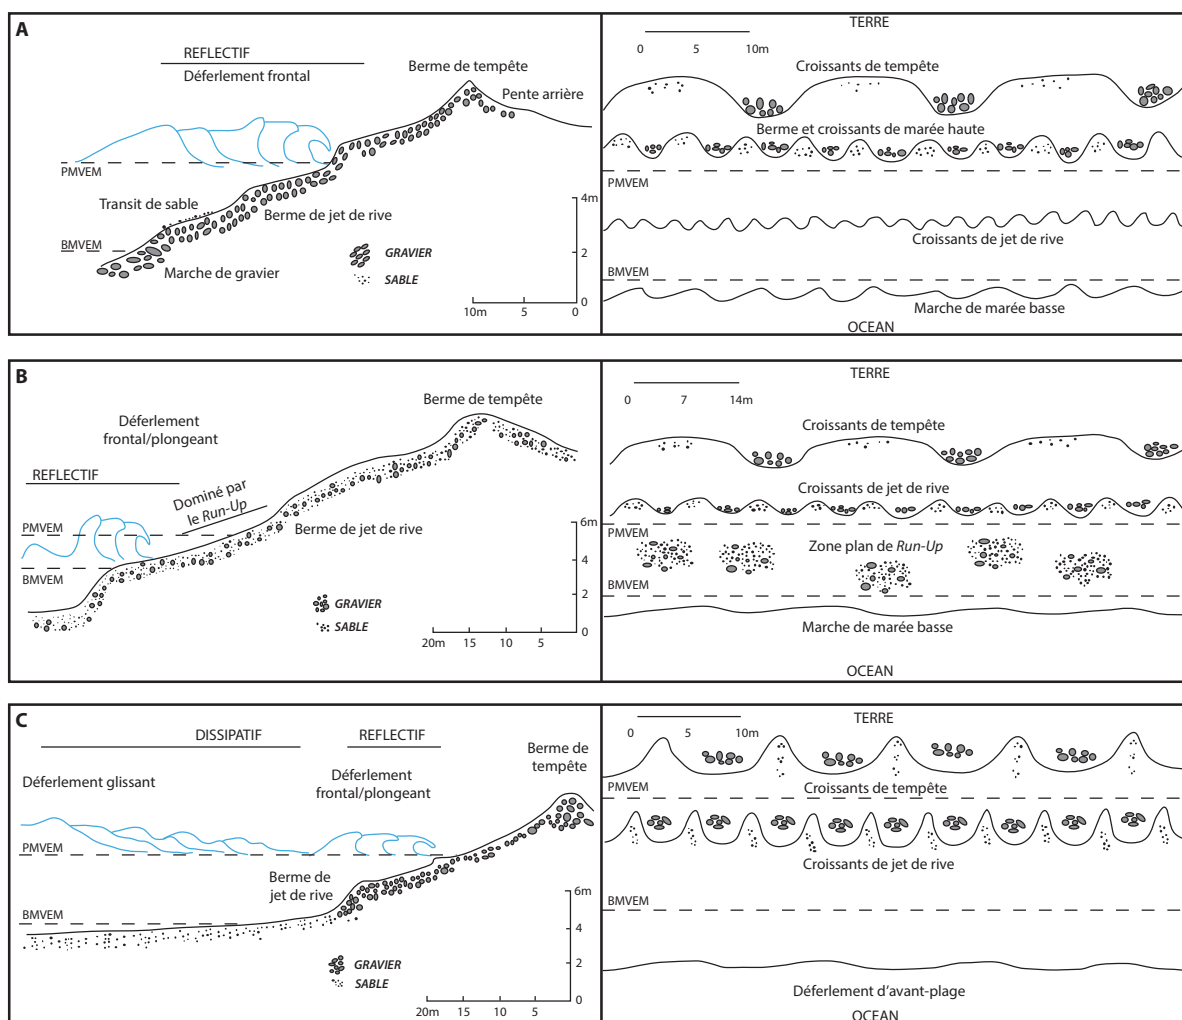 A
REFLECTIF
Déferlement frontal
Berme de tempête
Pente arrière
PMVEM
Transit de sable
Berme de jet de rive
BMVEM
Marche de gravier
GRAVIER
SABLE
4m
2
0
10m 5 0
TERRE
0 5 10m
Croissants de tempête
Berme et croissants de marée haute
PMVEM
Croissants de jet de rive
BMVEM
Marche de marée basse
OCEAN
B
Déferlement
frontal/plongeant
Berme de tempête
REFLECTIF
Dominé par
le Run-Up
PMVEM
Berme de jet de rive
BMVEM
GRAVIER
SABLE
6m
4
2
0
20m 15 10 5
TERRE
0 7 14m
Croissants de tempête
Croissants de jet de rive
PMVEM
Zone plan de Run-Up
BMVEM
Marche de marée basse
OCEAN
C
DISSIPATIF
REFLECTIF
Berme de
tempête
Déferlement glissant
Déferlement
frontal/plongeant
PMVEM
Berme de
jet de rive
BMVEM
GRAVIER
SABLE
6m
4
2
0
20m 15 10 5
TERRE
0 5 10m
PMVEM
Croissants de tempête
Croissants de jet de rive
BMVEM
Déferlement d'avant-plage
OCEAN